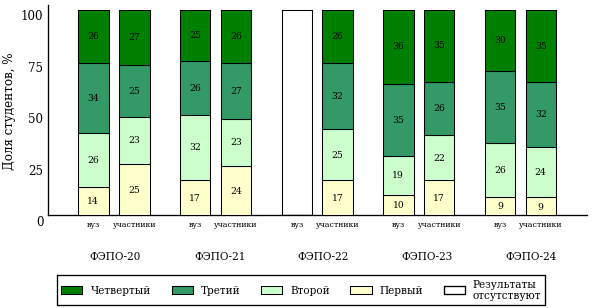 100
75
50
25
0
Доля студентов, %
26 27 25 26 26 36 35 30 35
34 25 26 27 32 35 26 35 32
26 23 32 23 25 19 22 26 24
14 25 17 24 17 10 17 9 9
вуз участники вуз участники вуз участники вуз участники вуз участники
ФЭПО-20 ФЭПО-21 ФЭПО-22 ФЭПО-23 ФЭПО-24
Четвертый Третий Второй Первый Результаты
отсутствуют